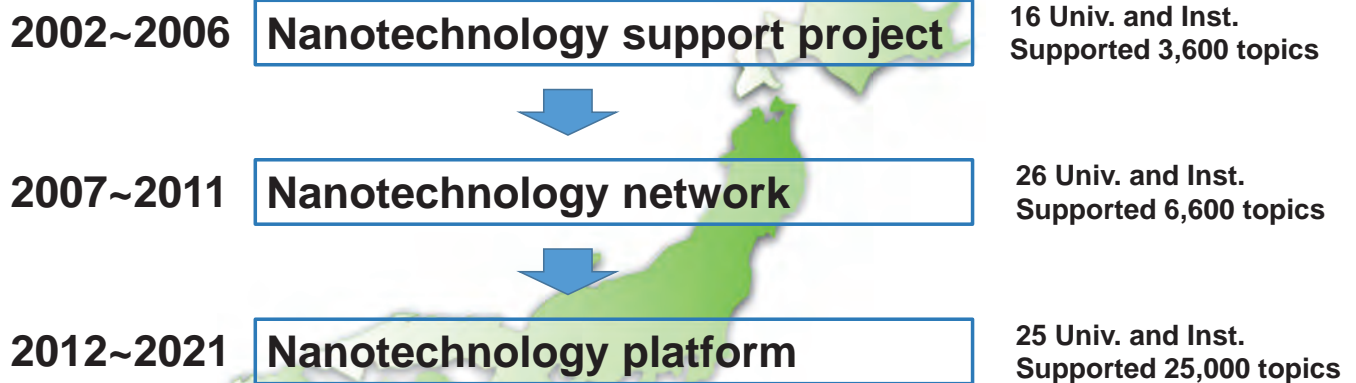 2002~2006
Nanotechnology support project
16 Univ. and Inst.
Supported 3,600 topics
2007~2011
Nanotechnology network
26 Univ. and Inst.
Supported 6,600 topics
2012~2021
Nanotechnology platform
25 Univ. and Inst.
Supported 25,000 topics